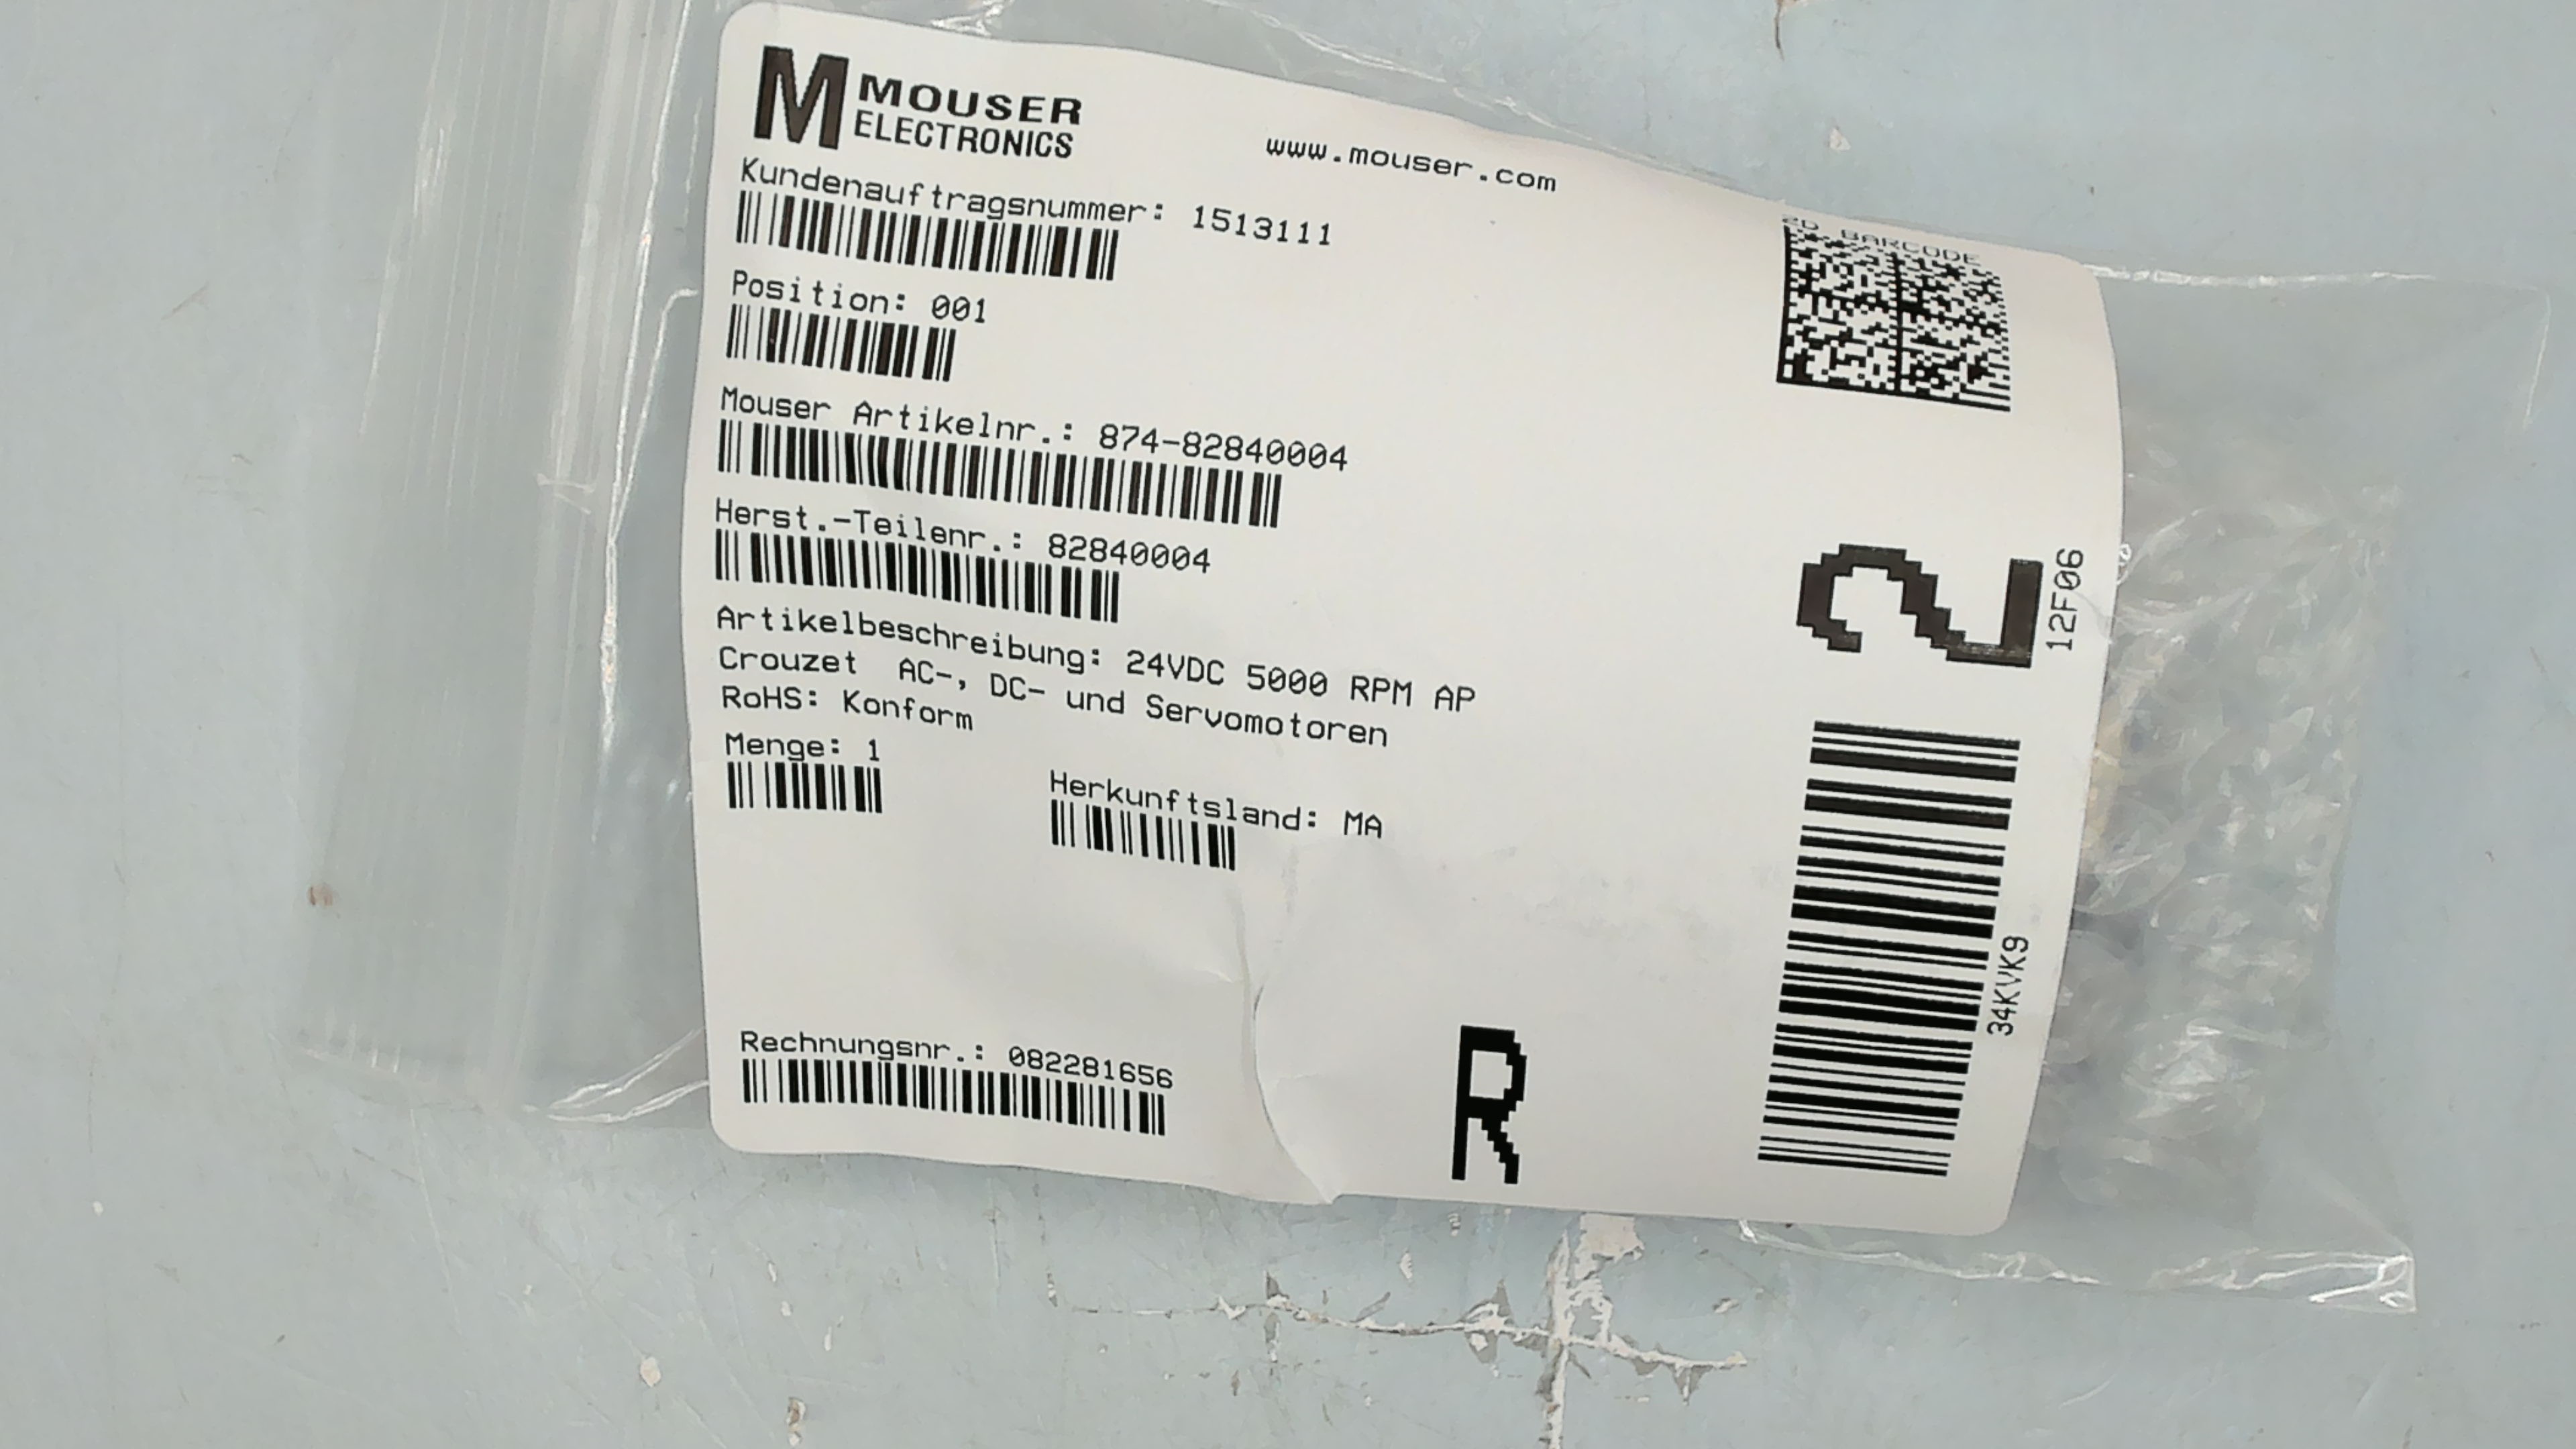 M MOUSER
ELECTRONICS
www.mouser.com
Kundenauftragsnummer: 1513111
2D BARCODE
Position: 001
Mouser Artikelnr.: 874-82840004
Herst.-Teilenr.: 82840004
Artikelbeschreibung: 24VDC 5000 RPM AP
Crouzet AC-, DC- und Servomotoren
RoHS: Konform
Menge: 1
Herkunftsland: MA
Rechnungsnr.: 082281656
R
2
12F06
34KVK9